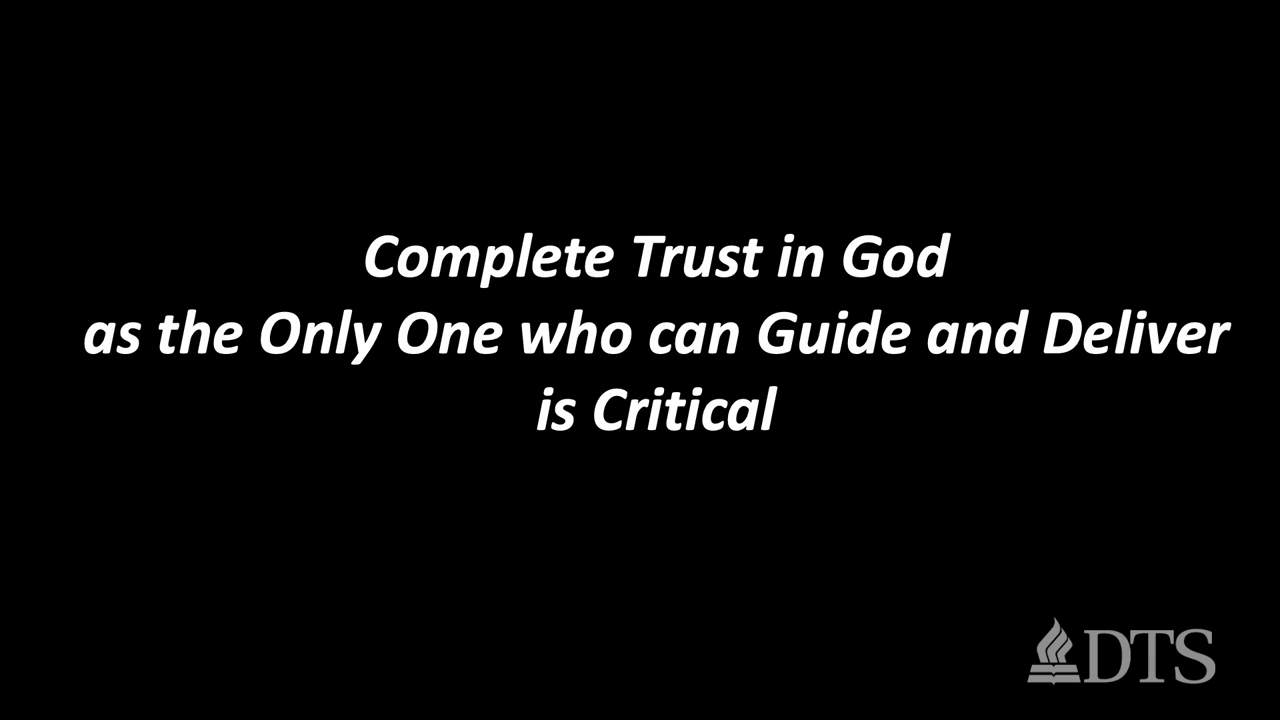 Complete Trust in God
as the Only One who can Guide and Deliver
is Critical
DTS